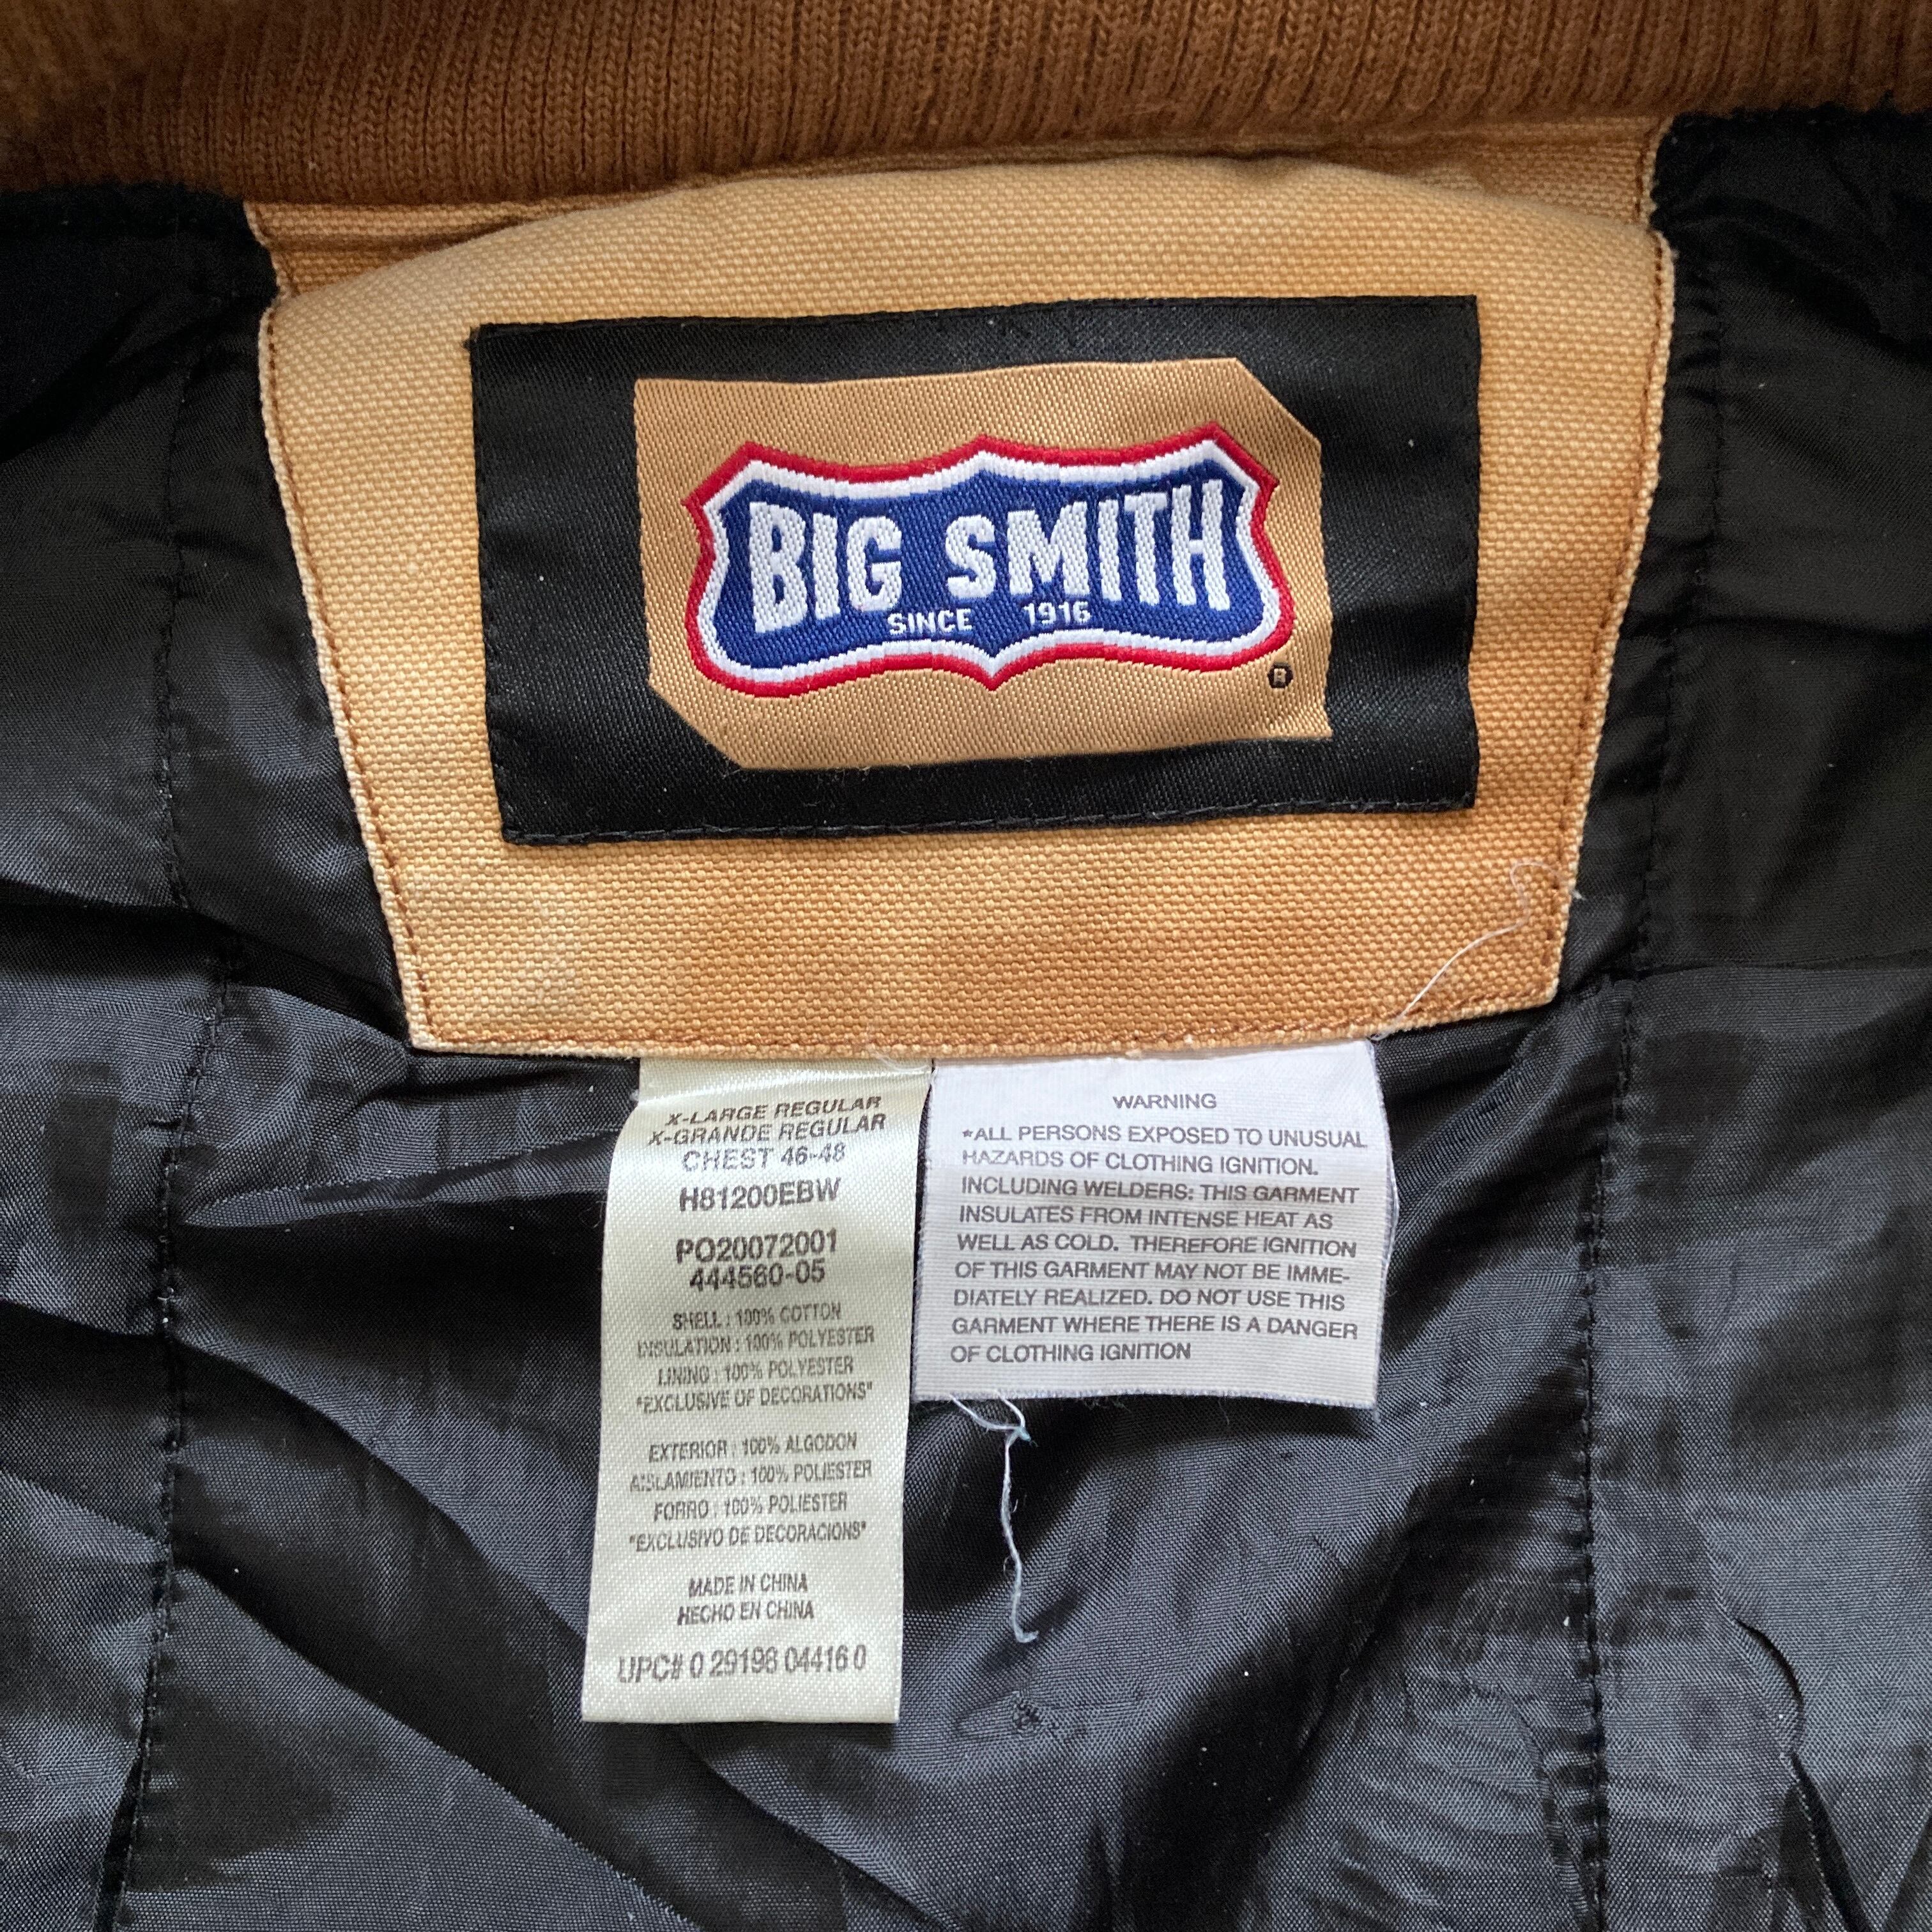 BIG SMITH
SINCE 1916
®
X-LARGE REGULAR
X-GRANDE REGULAR
CHEST 46-48
H81200EBW
PO20072001
444560-05
SHELL : 100% COTTON
INSULATION : 100% POLYESTER
LINING : 100% POLYESTER
"EXCLUSIVE OF DECORATIONS"
EXTERIOR : 100% ALGODON
AISLAMIENTO : 100% POLIESTER
FORRO : 100% POLIESTER
"EXCLUSIVO DE DECORACIONS"
MADE IN CHINA
HECHO EN CHINA
UPC# 0 29198 04416 0
WARNING
*ALL PERSONS EXPOSED TO UNUSUAL
HAZARDS OF CLOTHING IGNITION.
INCLUDING WELDERS: THIS GARMENT
INSULATES FROM INTENSE HEAT AS
WELL AS COLD. THEREFORE IGNITION
OF THIS GARMENT MAY NOT BE IMME-
DIATELY REALIZED. DO NOT USE THIS
GARMENT WHERE THERE IS A DANGER
OF CLOTHING IGNITION